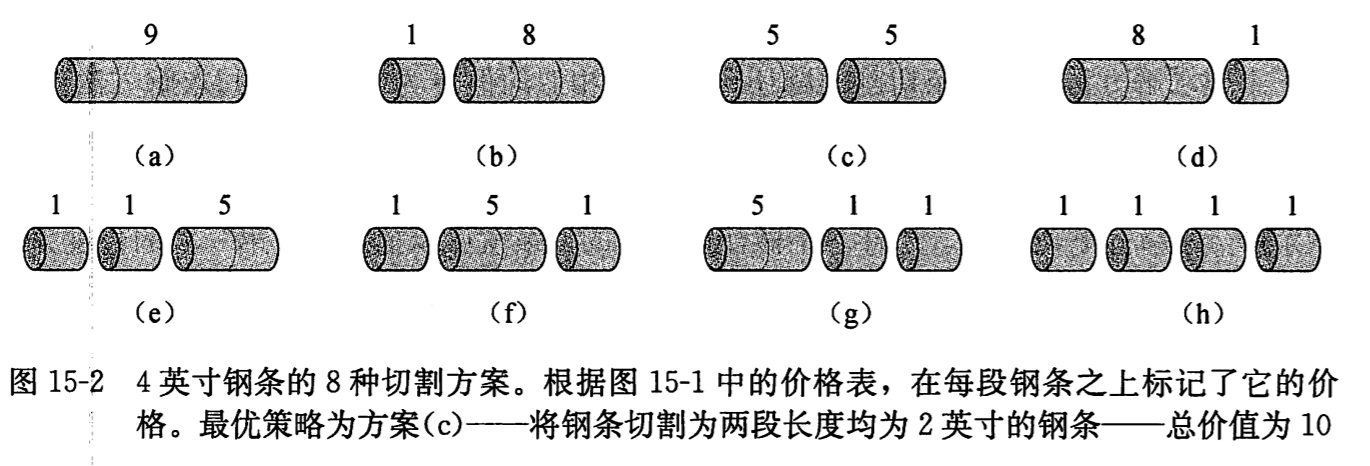 9 1 8 5 5 8 1
(a) (b) (c) (d)
1 1 5 1 5 1 5 1 1 1 1 1 1
(e) (f) (g) (h)
图 15-2 4 英寸钢条的 8 种切割方案。根据图 15-1 中的价格表，在每段钢条之上标记了它的价
格。最优策略为方案(c)——将钢条切割为两段长度均为 2 英寸的钢条——总价值为 10